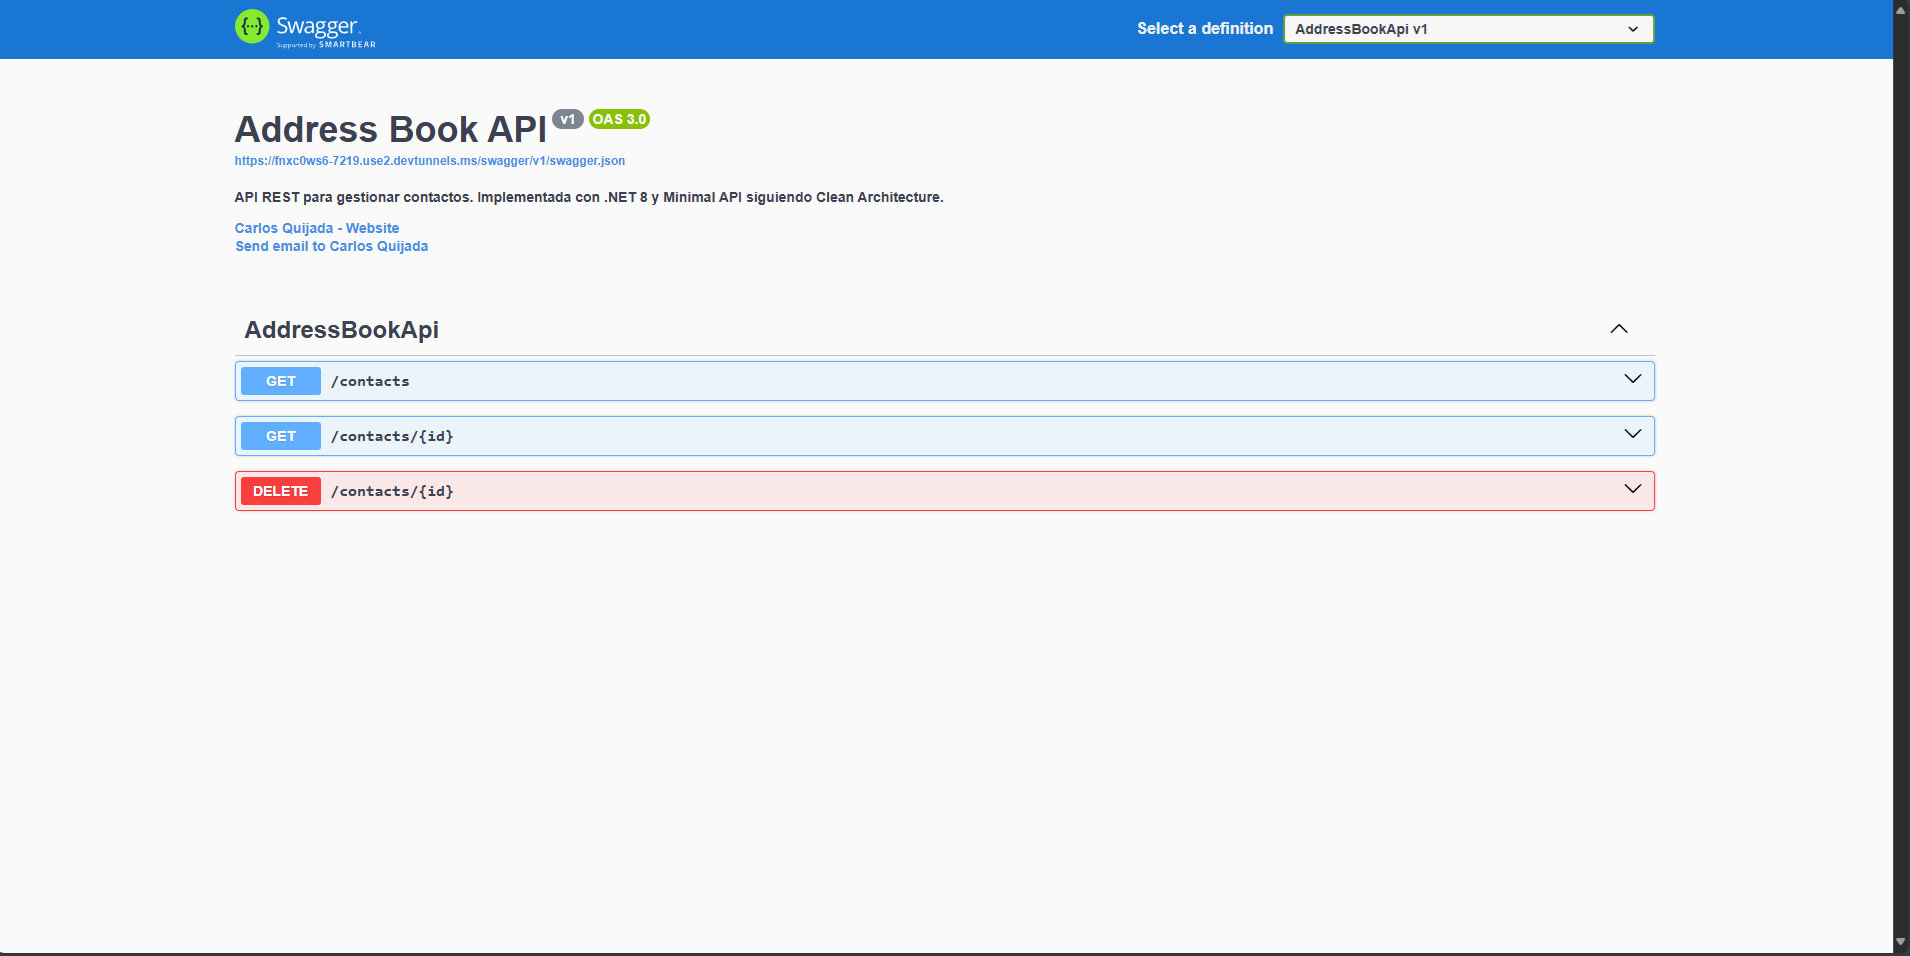 {···} Swagger
Supported by SMARTBEAR
Select a definition
AddressBookApi v1
Address Book API v1 OAS 3.0
https://fnxc0ws6-7219.use2.devtunnels.ms/swagger/v1/swagger.json
API REST para gestionar contactos. Implementada con .NET 8 y Minimal API siguiendo Clean Architecture.
Carlos Quijada - Website
Send email to Carlos Quijada
AddressBookApi
GET /contacts
GET /contacts/{id}
DELETE /contacts/{id}